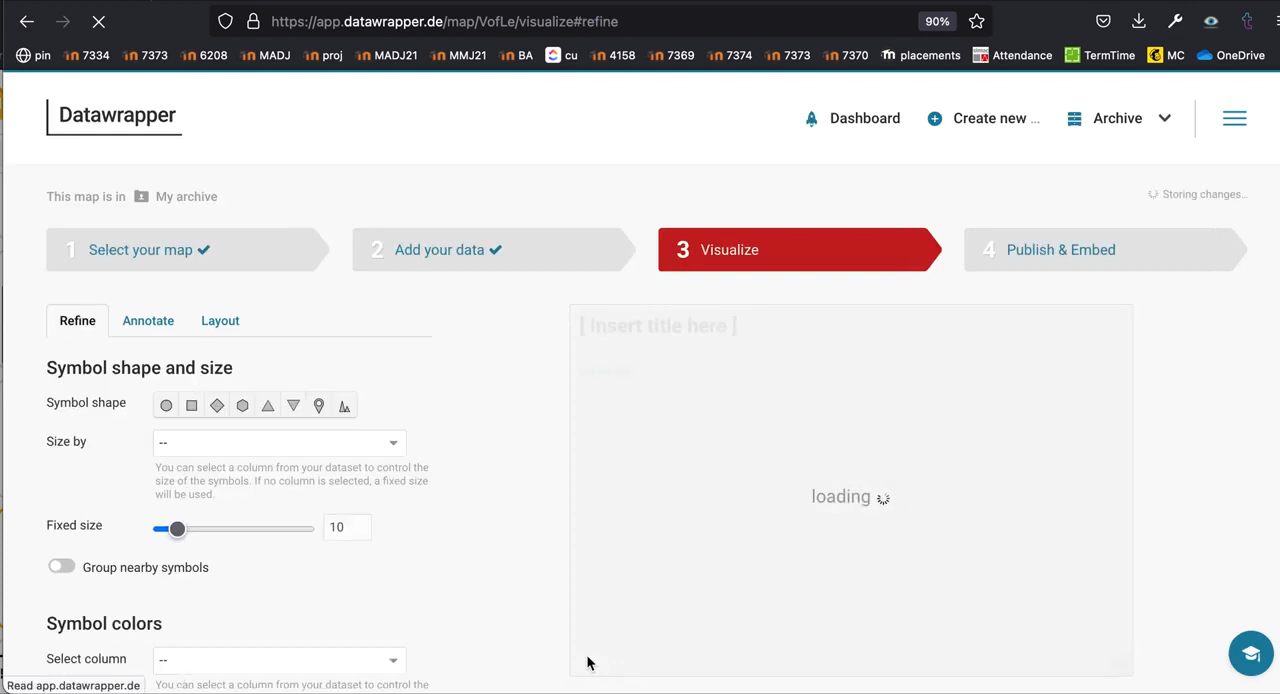 https://app.datawrapper.de/map/VofLe/visualize#refine
90%
pin
7334
7373
6208
MADJ
proj
MADJ21
MMJ21
BA
cu
4158
7369
7374
7373
7370
placements
Attendance
TermTime
MC
OneDrive
Datawrapper
Dashboard
Create new ...
Archive
This map is in My archive
Storing changes...
1 Select your map
2 Add your data
3 Visualize
4 Publish & Embed
Refine
Annotate
Layout
[ Insert title here ]
Symbol shape and size
Symbol shape
Size by
--
You can select a column from your dataset to control the
size of the symbols. If no column is selected, a fixed size
will be used.
loading
Fixed size
10
Group nearby symbols
Symbol colors
Select column
--
You can select a column from your dataset to control the
Read app.datawrapper.de